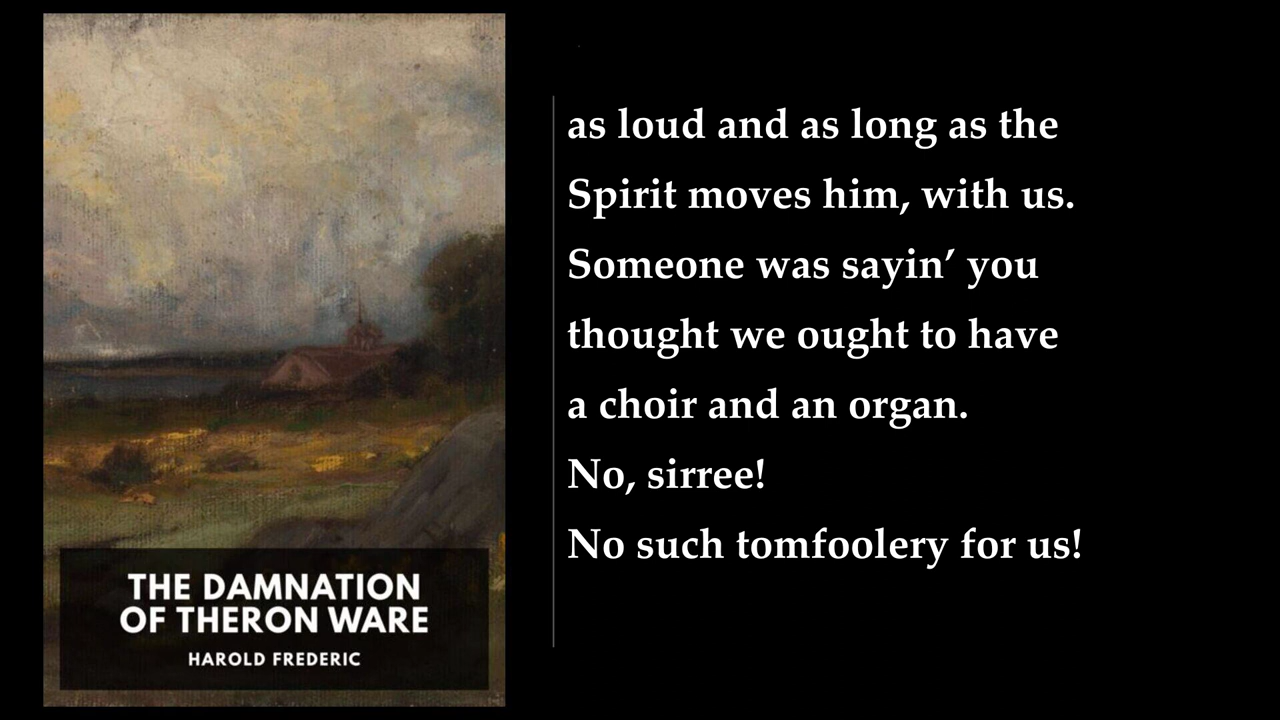 THE DAMNATION
OF THERON WARE
HAROLD FREDERIC
as loud and as long as the
Spirit moves him, with us.
Someone was sayin’ you
thought we ought to have
a choir and an organ.
No, sirree!
No such tomfoolery for us!